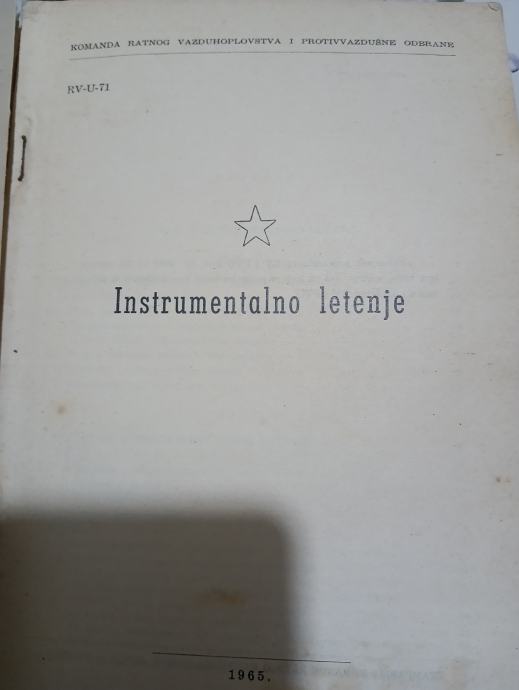 KOMANDA RATNOG VAZDUHOPLOVSTVA I PROTIVVAZDUŠNE ODBRANE
RV-U-71
Instrumentalno letenje
1965.